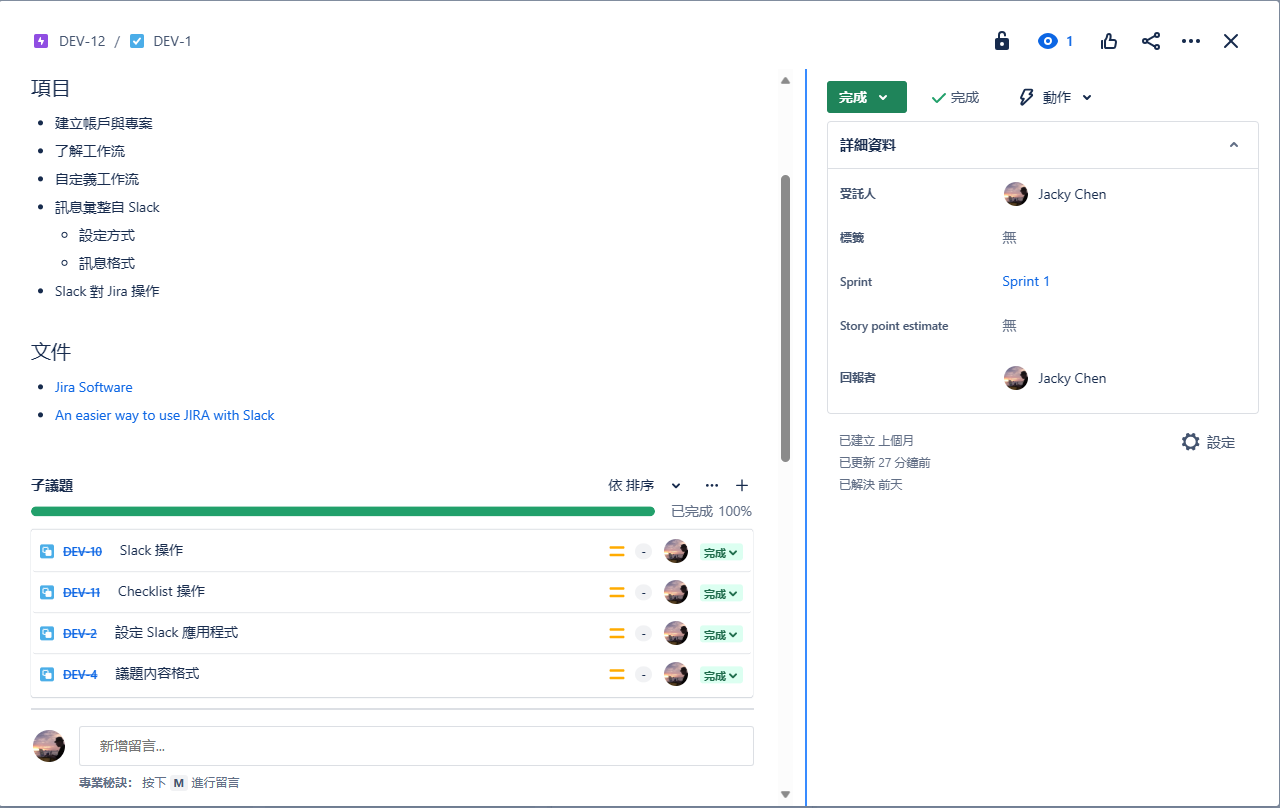 DEV-12 / DEV-1
1
項目
建立帳戶與專案
了解工作流
自定義工作流
訊息彙整自 Slack
設定方式
訊息格式
Slack 對 Jira 操作
文件
Jira Software
An easier way to use JIRA with Slack
子議題
依 排序
已完成 100%
DEV-10 Slack 操作 - 完成
DEV-11 Checklist 操作 - 完成
DEV-2 設定 Slack 應用程式 - 完成
DEV-4 議題內容格式 - 完成
新增留言...
專業秘訣: 按下 M 進行留言
完成 完成 動作
詳細資料
受託人 Jacky Chen
標籤 無
Sprint Sprint 1
Story point estimate 無
回報者 Jacky Chen
已建立 上個月
設定
已更新 27 分鐘前
已解決 前天